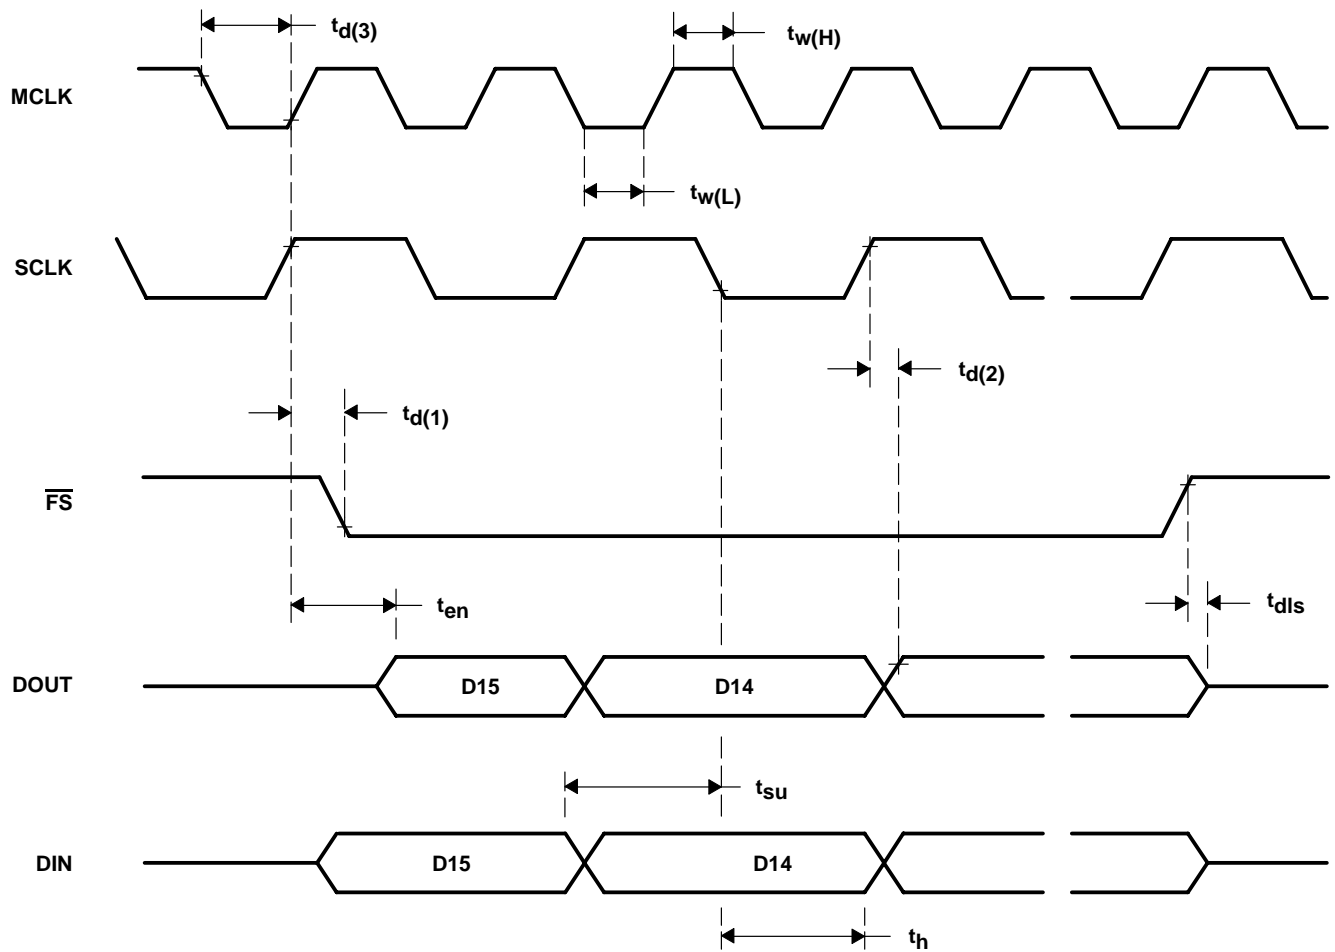 td(3)
tw(H)
MCLK
tw(L)
SCLK
td(2)
td(1)
FS
ten
tdis
DOUT
D15
D14
tsu
DIN
D15
D14
th